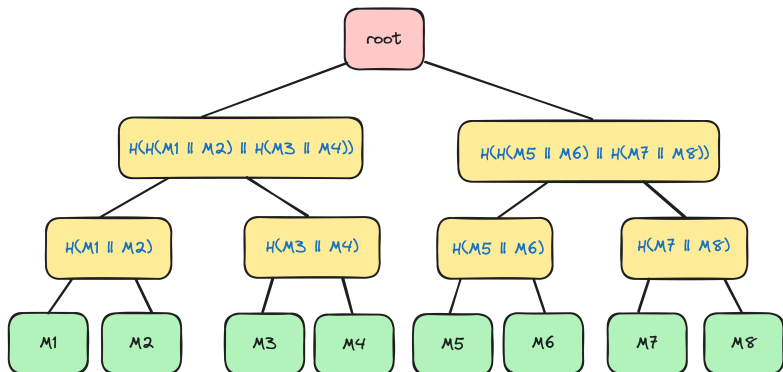 root
H(H(M1 || M2) || H(M3 || M4))
H(H(M5 || M6) || H(M7 || M8))
H(M1 || M2)
H(M3 || M4)
H(M5 || M6)
H(M7 || M8)
M1
M2
M3
M4
M5
M6
M7
M8